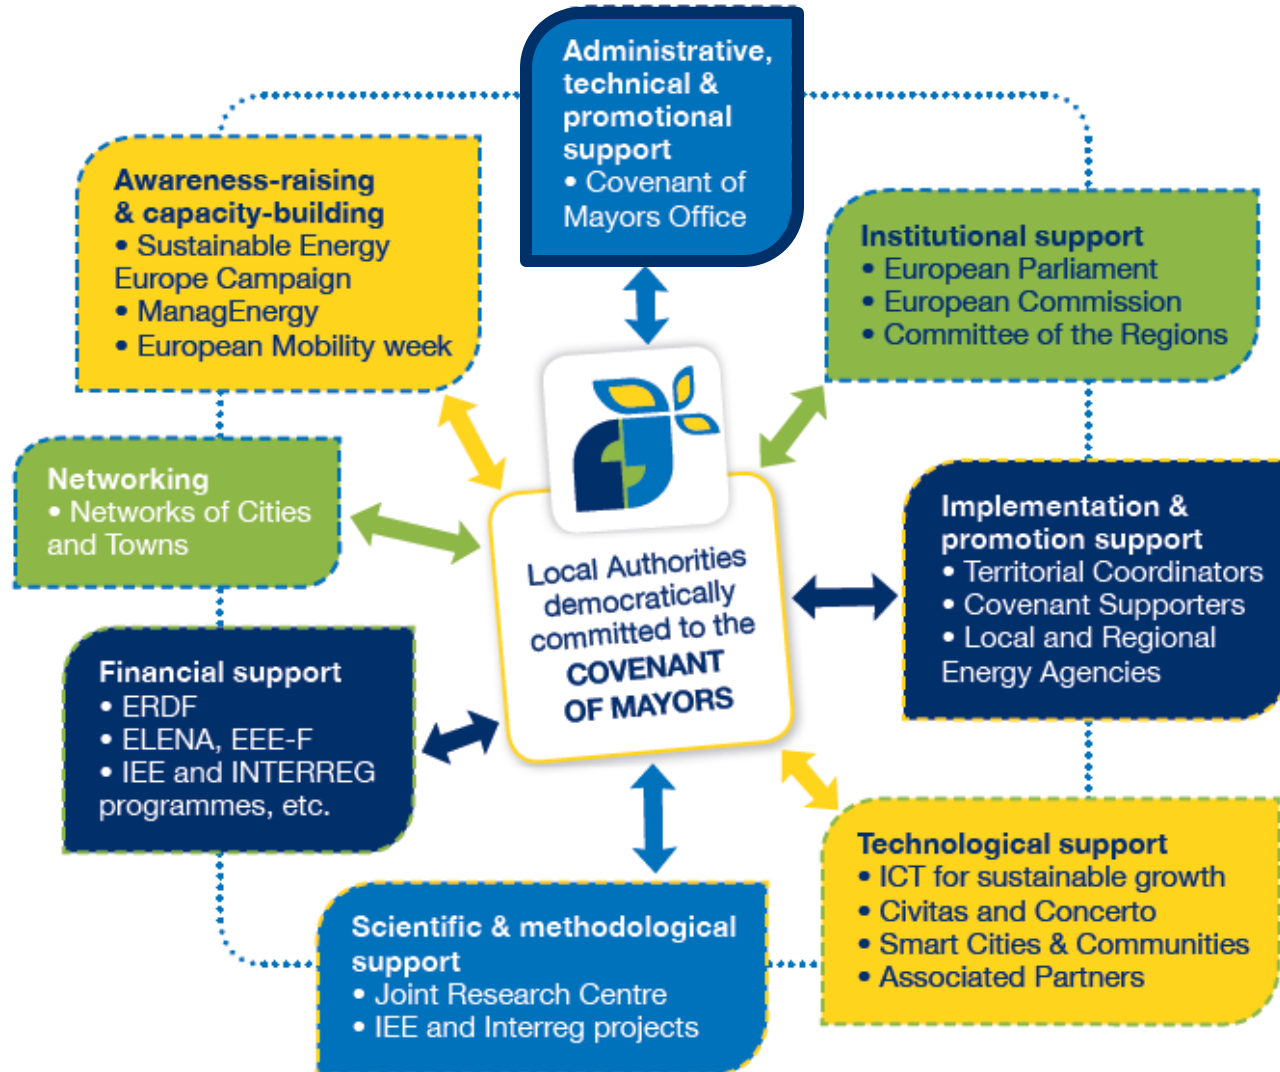 Administrative,
technical &
promotional
support
• Covenant of
Mayors Office
Awareness-raising
& capacity-building
• Sustainable Energy
Europe Campaign
• ManagEnergy
• European Mobility week
Institutional support
• European Parliament
• European Commission
• Committee of the Regions
Networking
• Networks of Cities
and Towns
Local Authorities
democratically
committed to the
COVENANT
OF MAYORS
Implementation &
promotion support
• Territorial Coordinators
• Covenant Supporters
• Local and Regional
Energy Agencies
Financial support
• ERDF
• ELENA, EEE-F
• IEE and INTERREG
programmes, etc.
Technological support
• ICT for sustainable growth
• Civitas and Concerto
• Smart Cities & Communities
• Associated Partners
Scientific & methodological
support
• Joint Research Centre
• IEE and Interreg projects